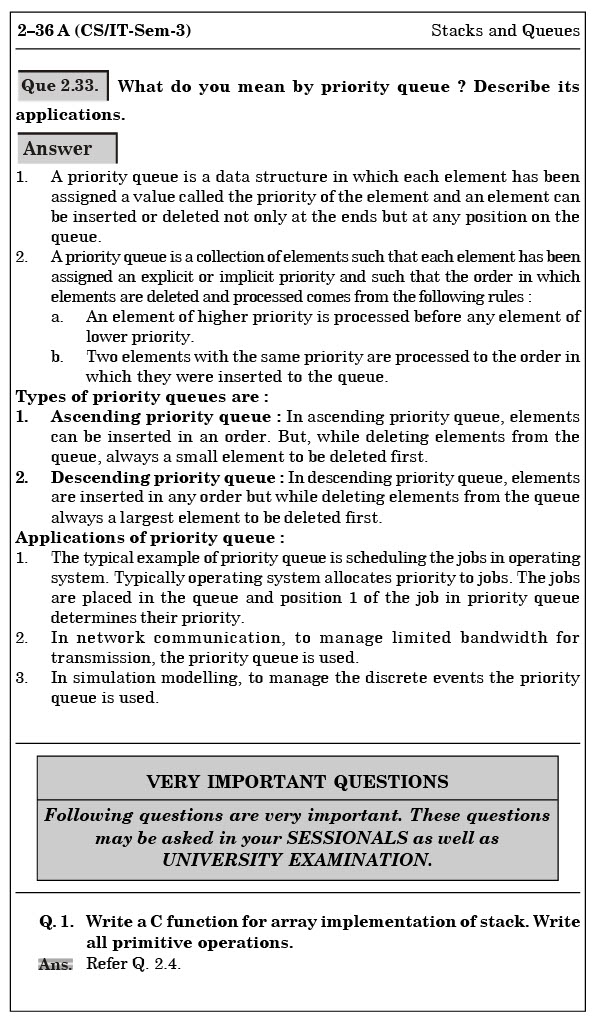 2–36 A (CS/IT-Sem-3) Stacks and Queues
Que 2.33. What do you mean by priority queue ? Describe its
applications.
Answer
1. A priority queue is a data structure in which each element has been
assigned a value called the priority of the element and an element can
be inserted or deleted not only at the ends but at any position on the
queue.
2. A priority queue is a collection of elements such that each element has been
assigned an explicit or implicit priority and such that the order in which
elements are deleted and processed comes from the following rules :
a. An element of higher priority is processed before any element of
lower priority.
b. Two elements with the same priority are processed to the order in
which they were inserted to the queue.
Types of priority queues are :
1. Ascending priority queue : In ascending priority queue, elements
can be inserted in an order. But, while deleting elements from the
queue, always a small element to be deleted first.
2. Descending priority queue : In descending priority queue, elements
are inserted in any order but while deleting elements from the queue
always a largest element to be deleted first.
Applications of priority queue :
1. The typical example of priority queue is scheduling the jobs in operating
system. Typically operating system allocates priority to jobs. The jobs
are placed in the queue and position 1 of the job in priority queue
determines their priority.
2. In network communication, to manage limited bandwidth for
transmission, the priority queue is used.
3. In simulation modelling, to manage the discrete events the priority
queue is used.
VERY IMPORTANT QUESTIONS
Following questions are very important. These questions
may be asked in your SESSIONALS as well as
UNIVERSITY EXAMINATION.
Q. 1. Write a C function for array implementation of stack. Write
all primitive operations.
Ans. Refer Q. 2.4.